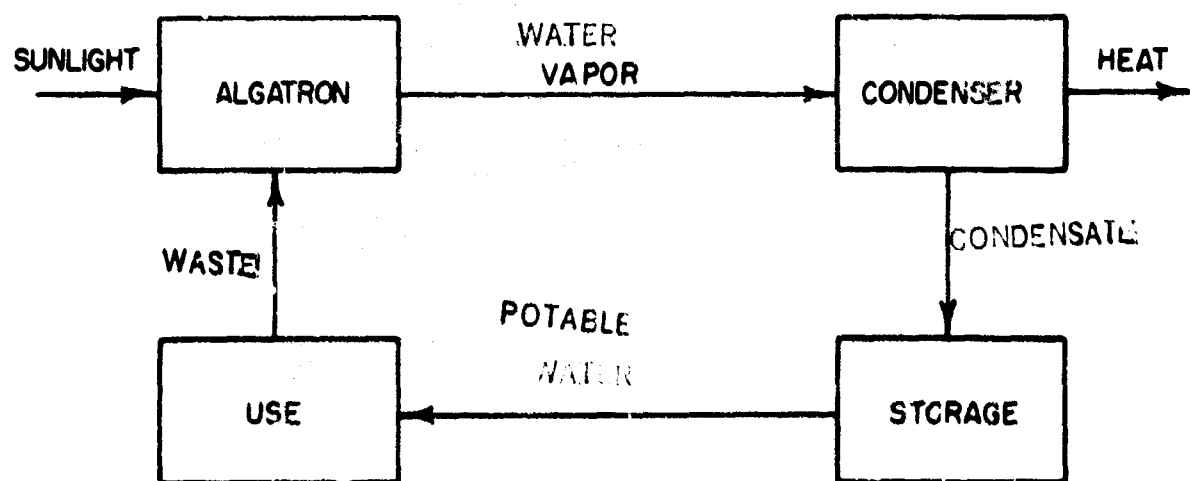 WATER
SUNLIGHT
VAPOR
HEAT
ALGATRON
CONDENSER
CONDENSATE
WASTE
POTABLE
WATER
USE
STORAGE